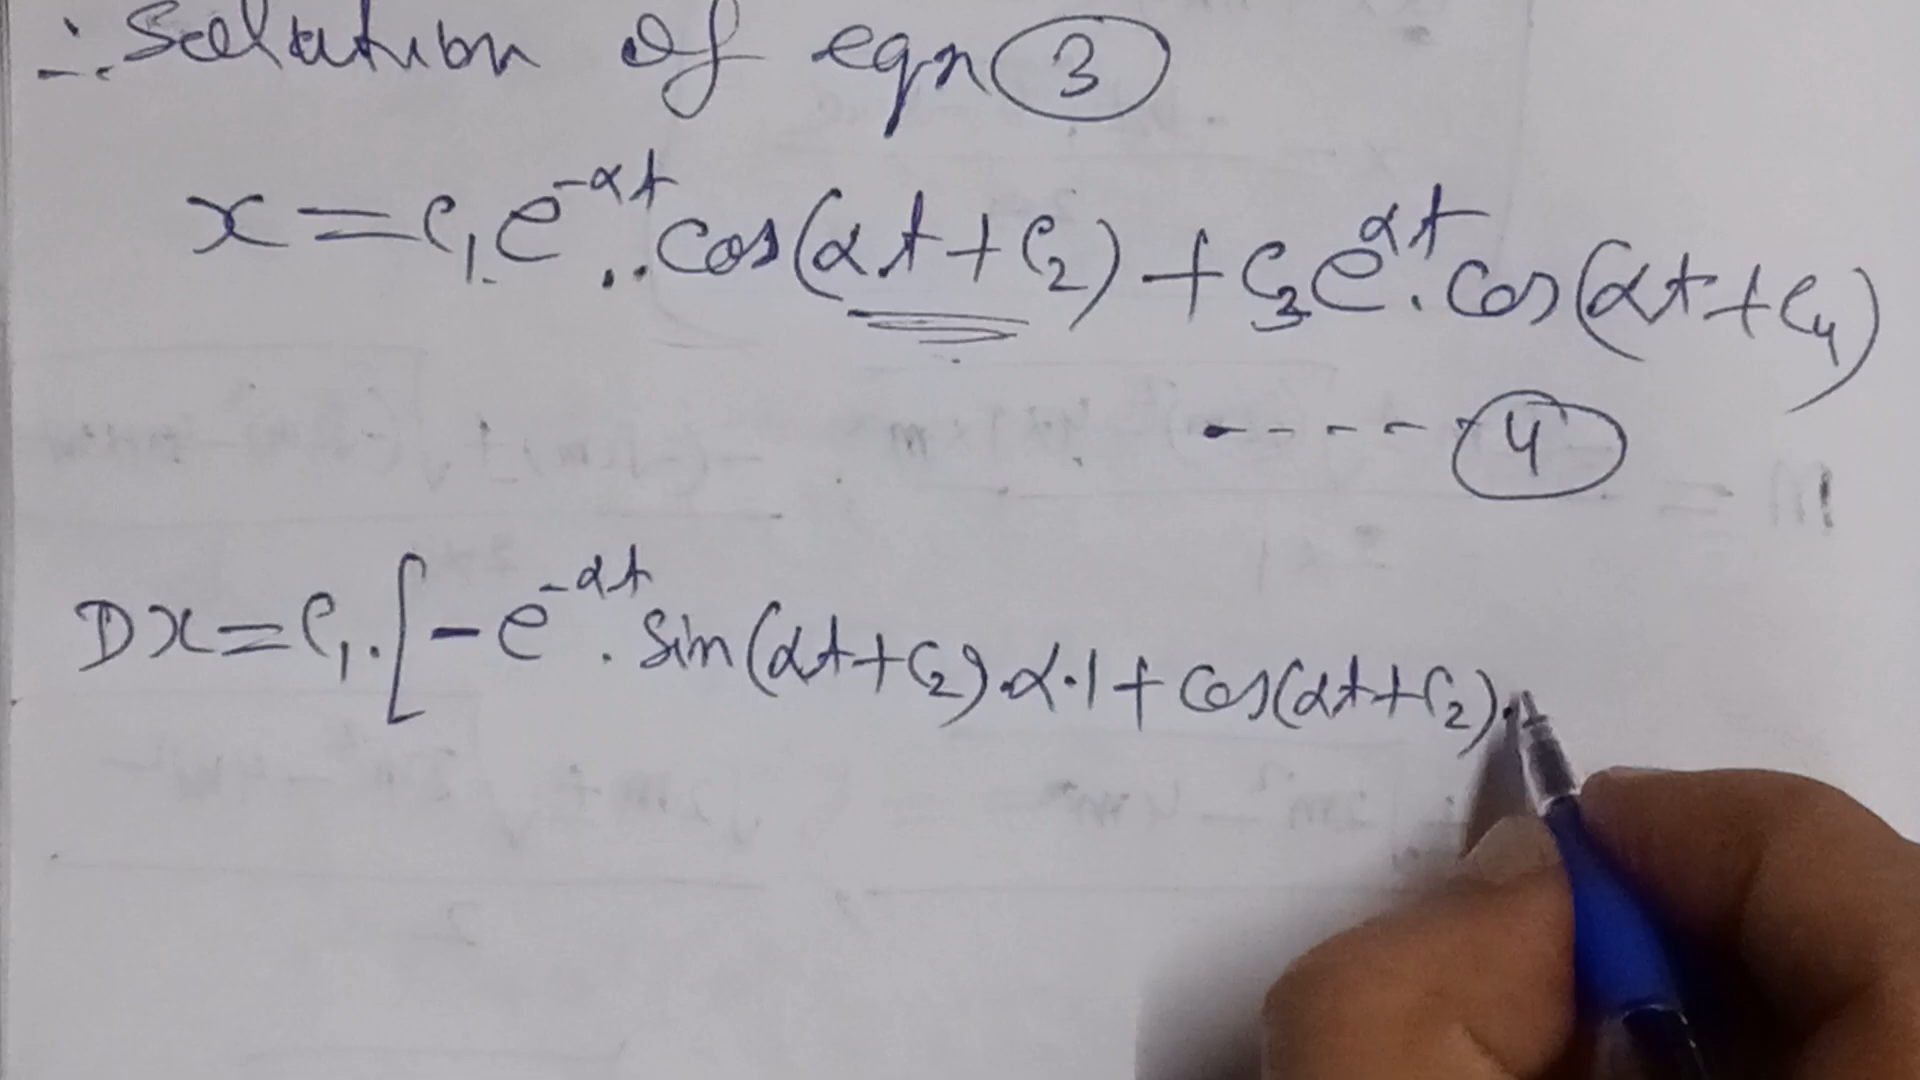 ∴ Solution of eqn ③
x = c₁e^{-αt} . cos(αt + c₂) + c₃e^{αt} . cos(αt + c₄)
. - - - - ④
Dx = c₁ . [ - e^{-αt} . sin(αt + c₂) . α . 1 + cos(αt + c₂) .